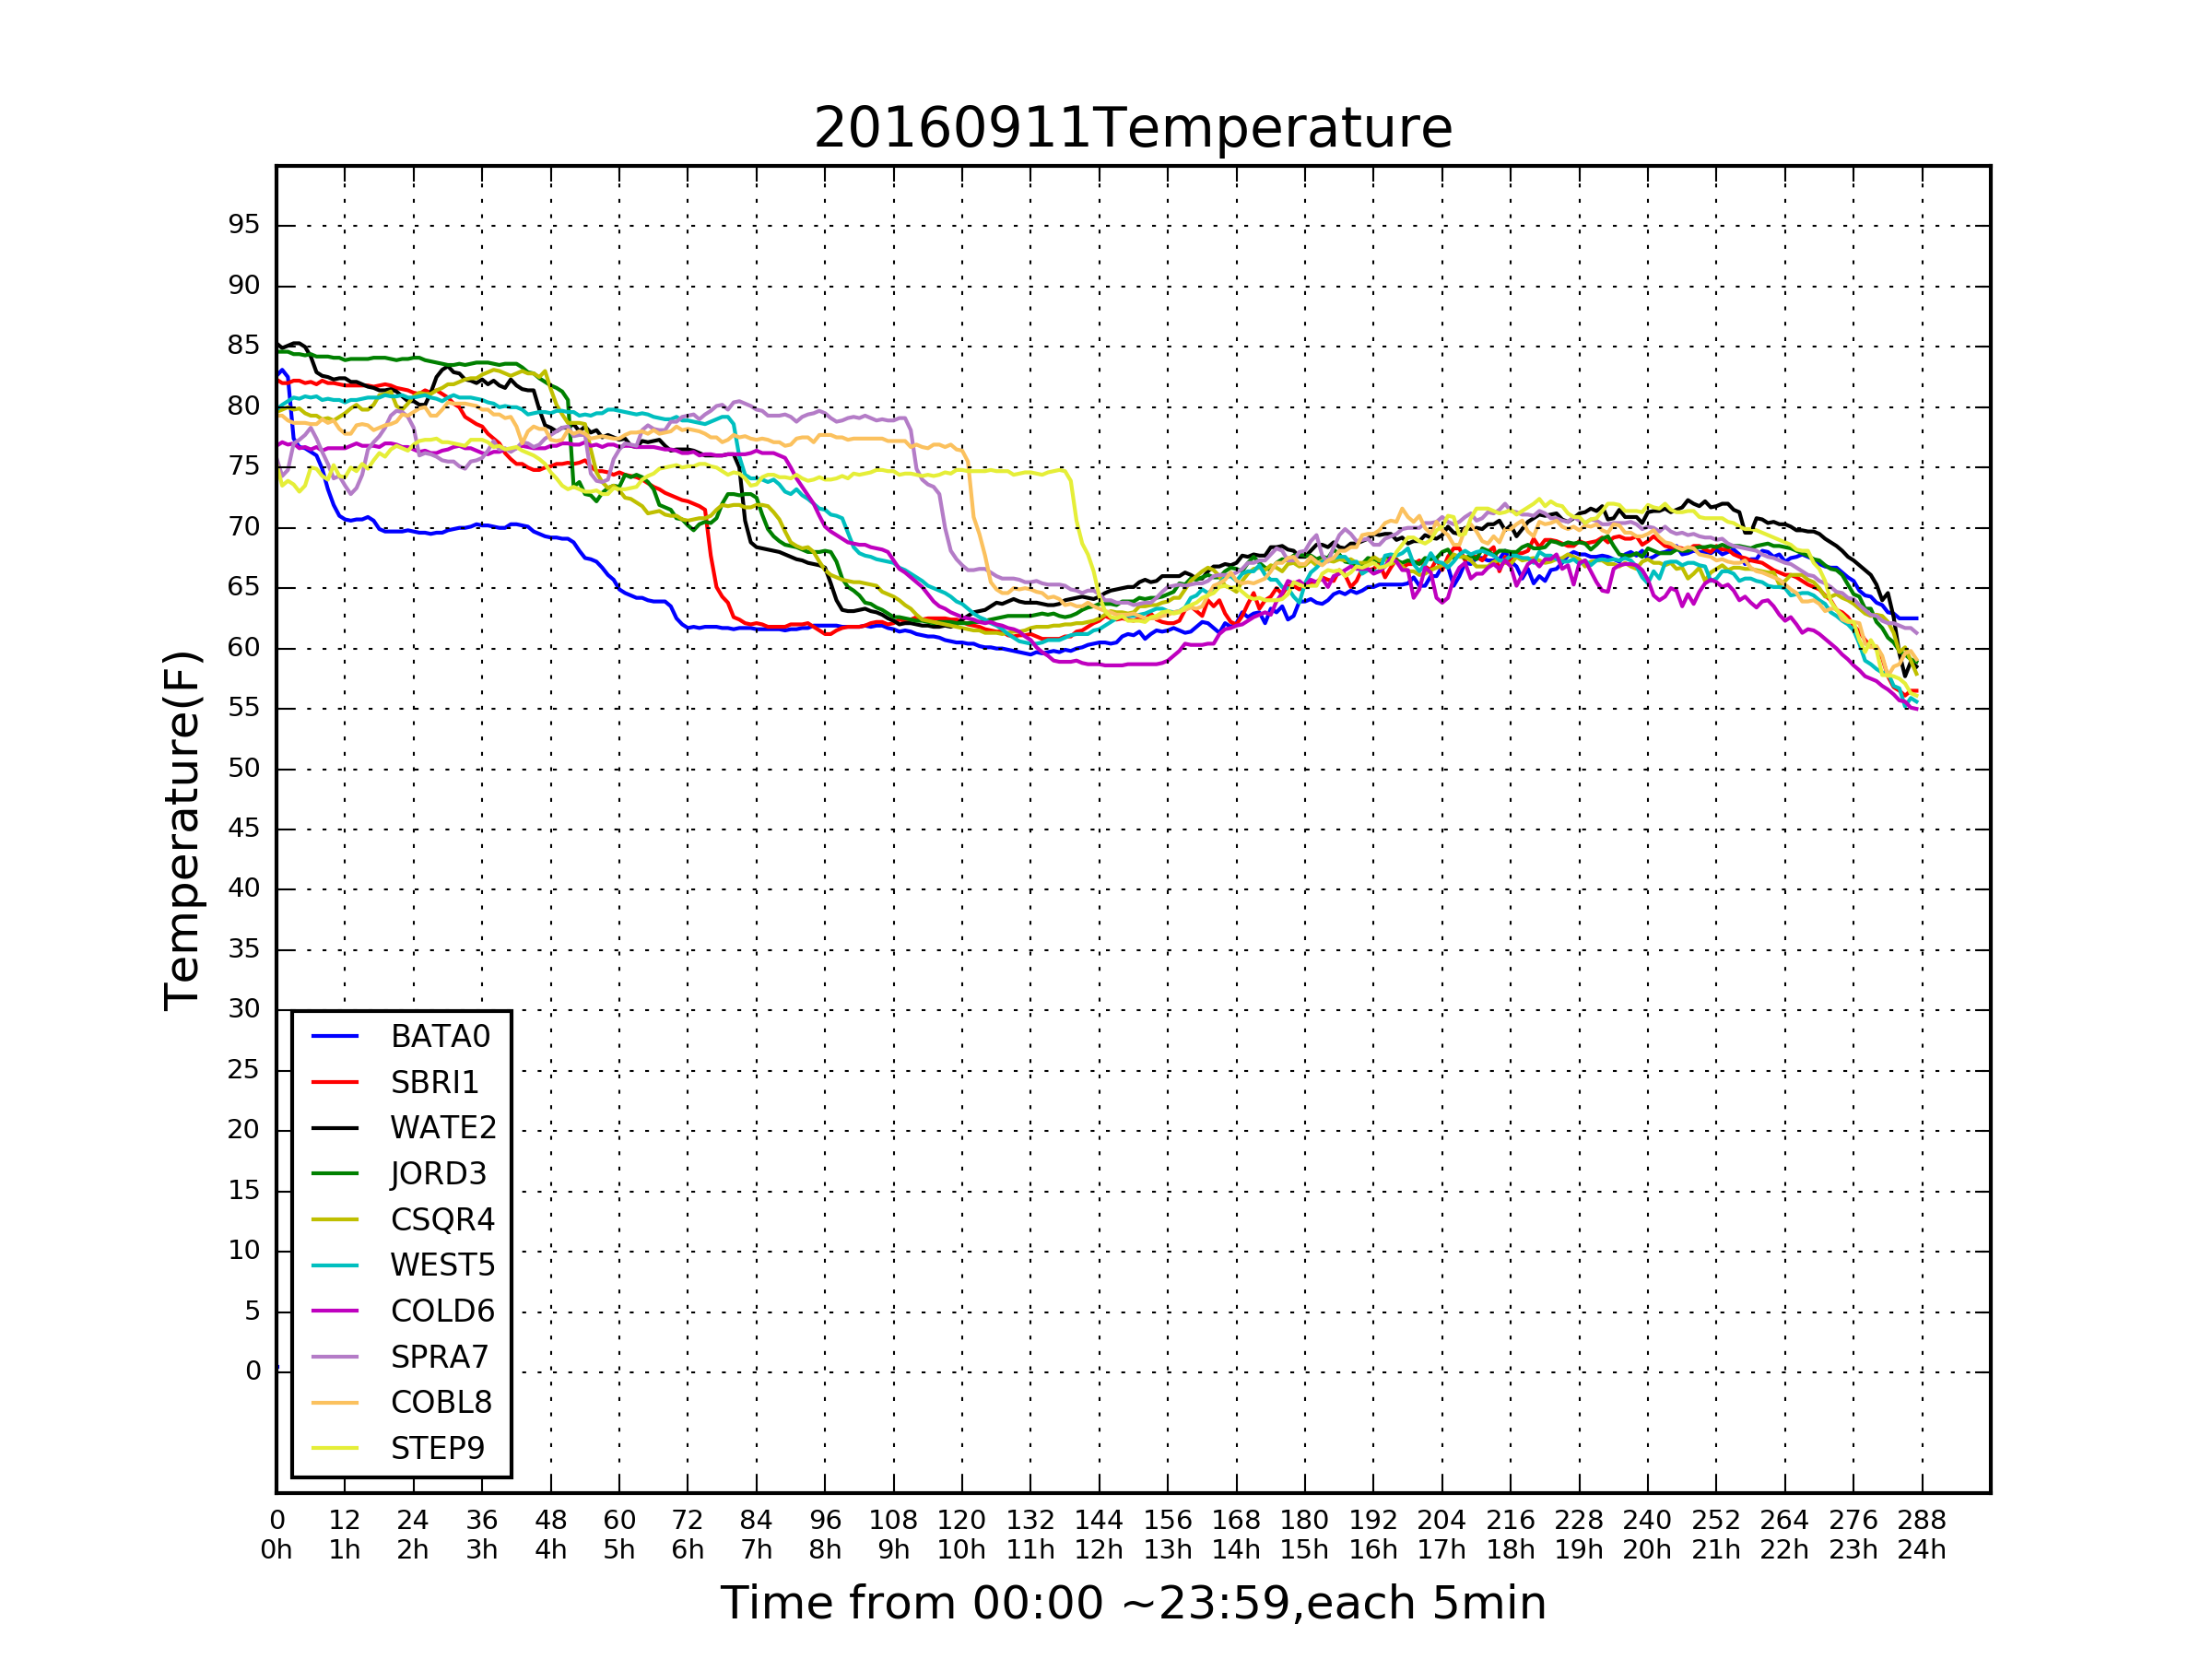 20160911Temperature
Temperature(F)
95
90
85
80
75
70
65
60
55
50
45
40
35
30
25
20
15
10
5
0
BATA0
SBRI1
WATE2
JORD3
CSQR4
WEST5
COLD6
SPRA7
COBL8
STEP9
0 12 24 36 48 60 72 84 96 108 120 132 144 156 168 180 192 204 216 228 240 252 264 276 288
0h 1h 2h 3h 4h 5h 6h 7h 8h 9h 10h 11h 12h 13h 14h 15h 16h 17h 18h 19h 20h 21h 22h 23h 24h
Time from 00:00 ~23:59,each 5min